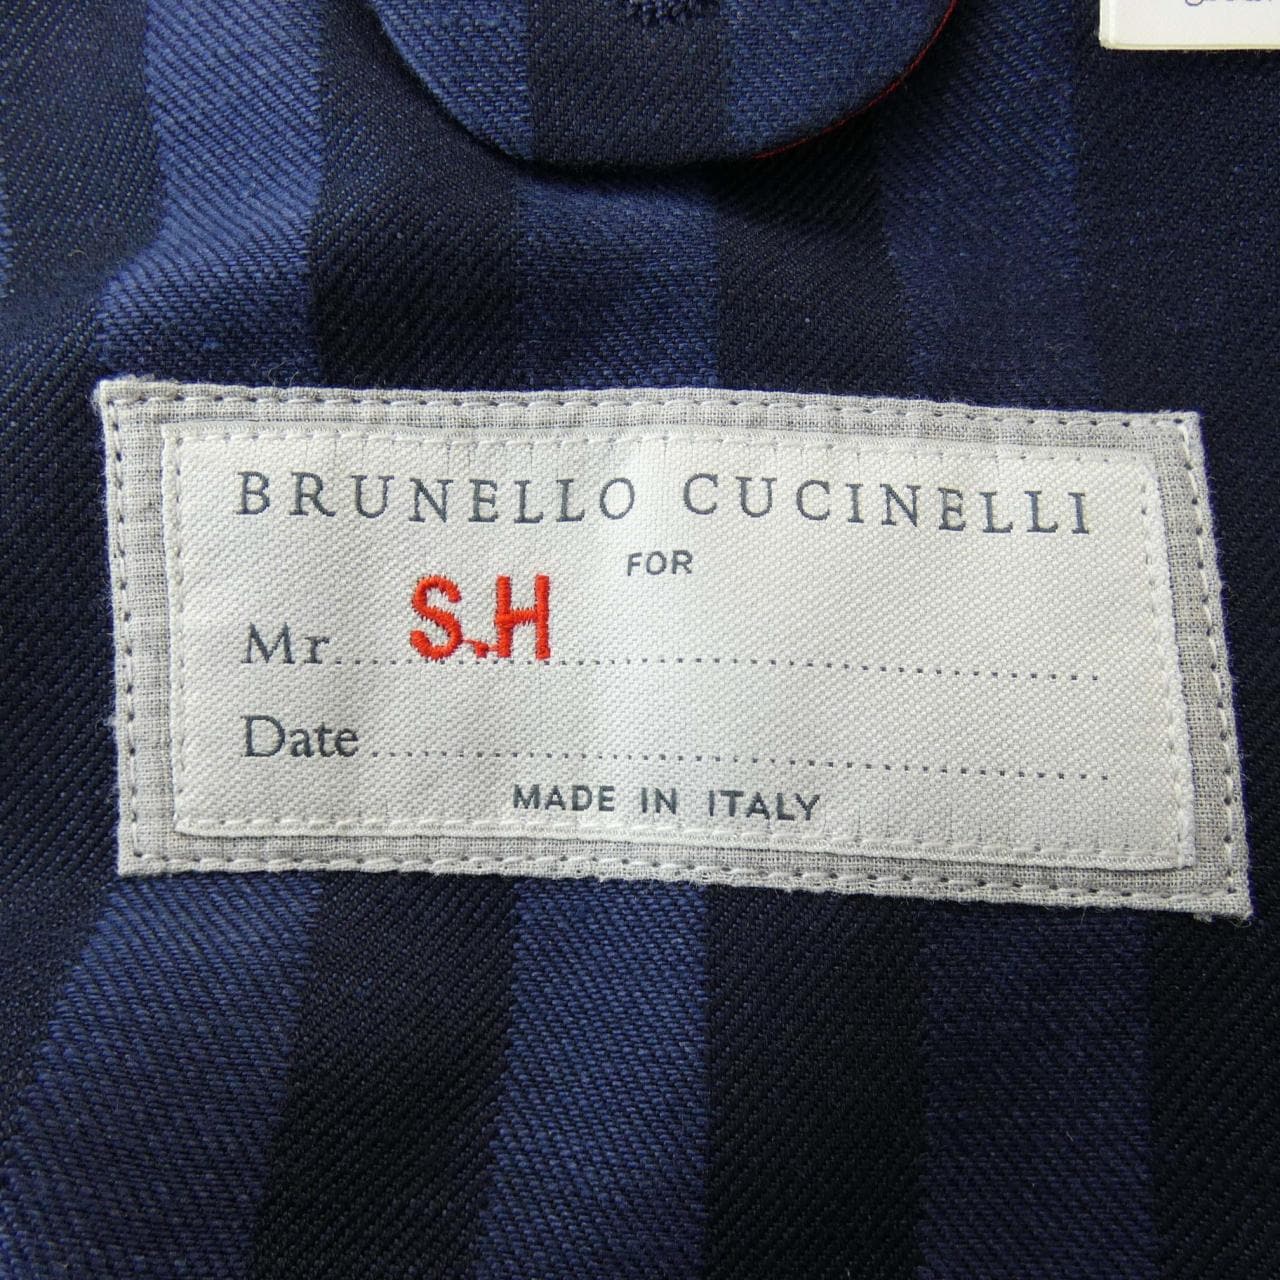 BRUNELLO CUCINELLI
FOR
Mr. S.H
Date
MADE IN ITALY